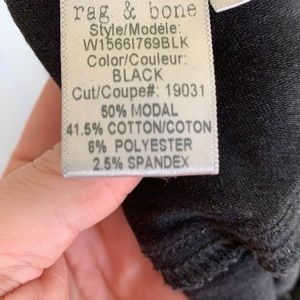 rag & bone
Style/Modèle:
W1566I769BLK
Color/Couleur:
BLACK
Cut/Coupe#: 19031
50% MODAL
41.5% COTTON/COTON
6% POLYESTER
2.5% SPANDEX